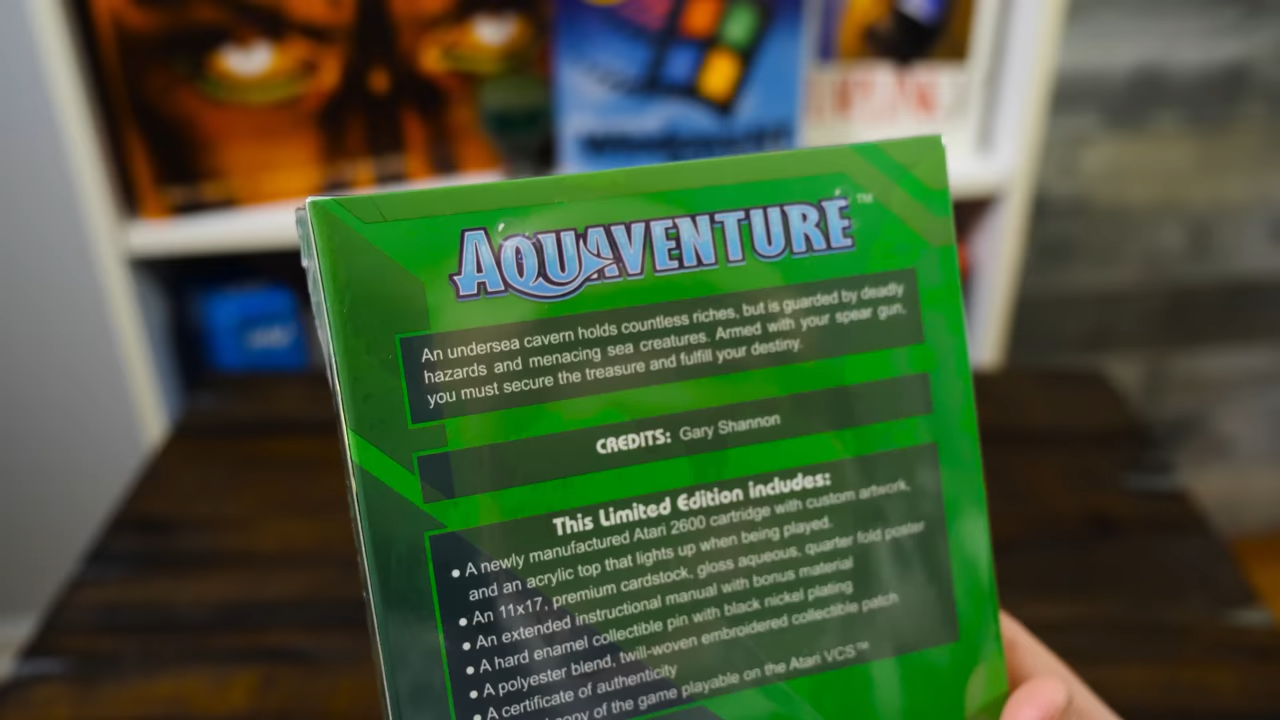 AQUAVENTURE™
An undersea cavern holds countless riches, but is guarded by deadly
hazards and menacing sea creatures. Armed with your spear gun,
you must secure the treasure and fulfill your destiny.
CREDITS: Gary Shannon
This Limited Edition includes:
• A newly manufactured Atari 2600 cartridge with custom artwork,
and an acrylic top that lights up when being played.
• An 11x17, premium cardstock, gloss aqueous, quarter fold poster
• An extended instructional manual with bonus material
• A hard enamel collectible pin with black nickel plating
• A polyester blend, twill-woven embroidered collectible patch
• A certificate of authenticity
copy of the game playable on the Atari VCS™